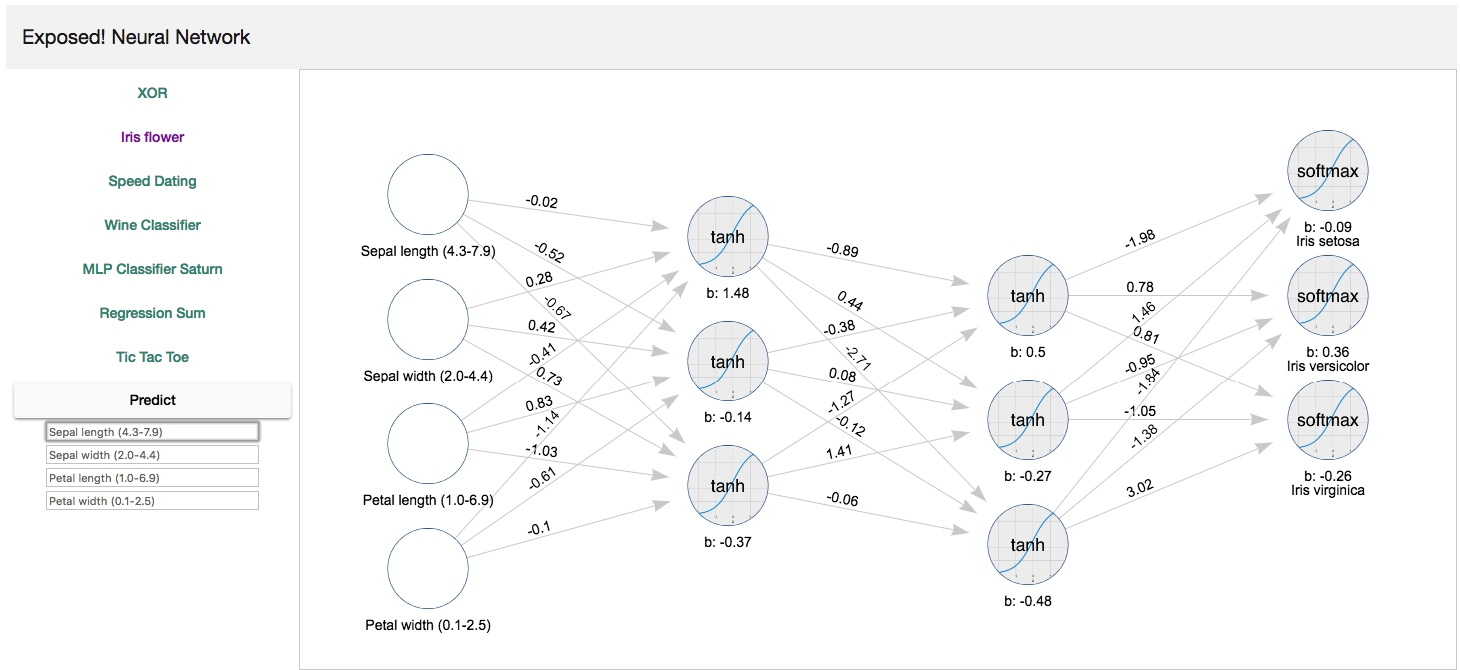 Exposed! Neural Network
XOR
Iris flower
Speed Dating
Wine Classifier
MLP Classifier Saturn
Regression Sum
Tic Tac Toe
Predict
Sepal length (4.3-7.9)
Sepal width (2.0-4.4)
Petal length (1.0-6.9)
Petal width (0.1-2.5)
Sepal length (4.3-7.9)
Sepal width (2.0-4.4)
Petal length (1.0-6.9)
Petal width (0.1-2.5)
-0.02
-0.52
-0.67
0.28
0.42
0.73
-0.41
0.83
-1.03
-1.14
-0.61
-0.1
tanh
b: 1.48
tanh
b: -0.14
tanh
b: -0.37
-0.89
0.44
-2.71
-0.38
0.08
-0.12
-1.27
1.41
-0.06
tanh
b: 0.5
tanh
b: -0.27
tanh
b: -0.48
-1.98
0.78
0.81
1.46
-0.95
-1.05
-1.84
-1.38
3.02
softmax
b: -0.09
Iris setosa
softmax
b: 0.36
Iris versicolor
softmax
b: -0.26
Iris virginica